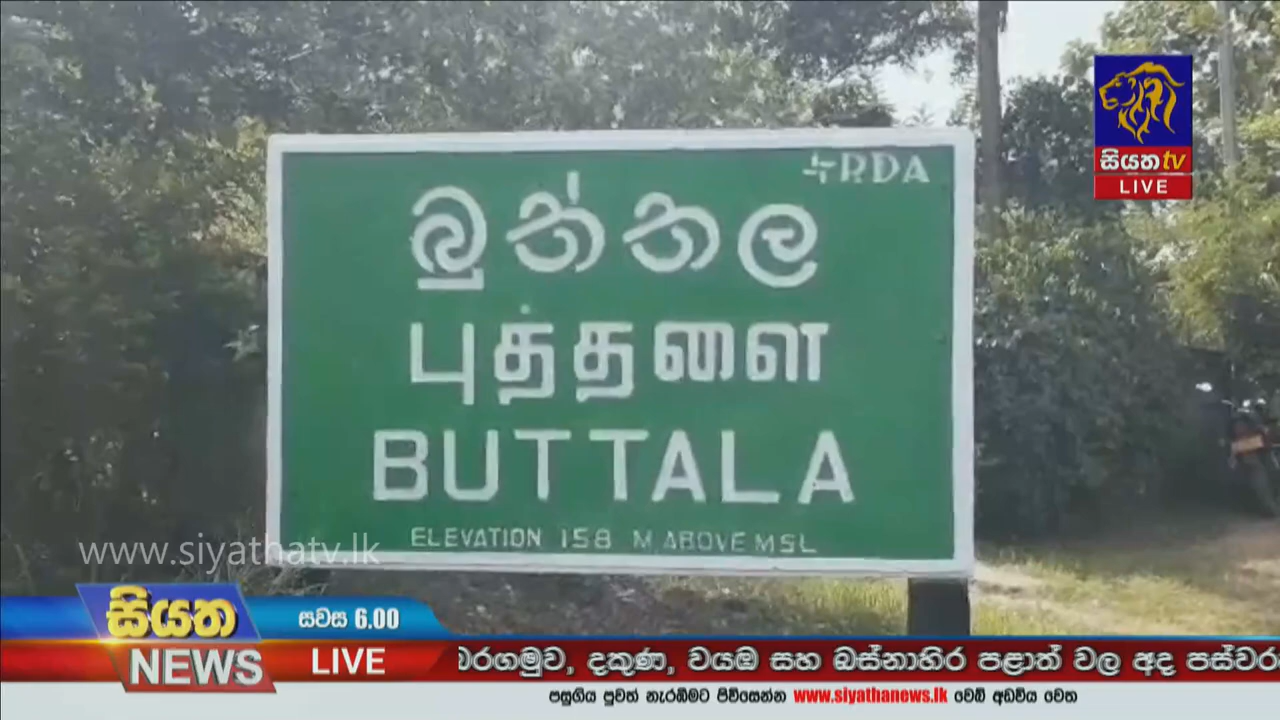 සියත tv
LIVE
RDA
බුත්තල
புத்தளை
BUTTALA
ELEVATION 158 M ABOVE MSL
www.siyathatv.lk
සියත
NEWS
සවස 6.00
LIVE
බරගමුව, දකුණ, වයඹ සහ බස්නාහිර පළාත් වල අද පස්වරු
පසුගිය පුවත් නැරඹීමට පිවිසෙන්න www.siyathanews.lk වෙබ් අඩවිය වෙත